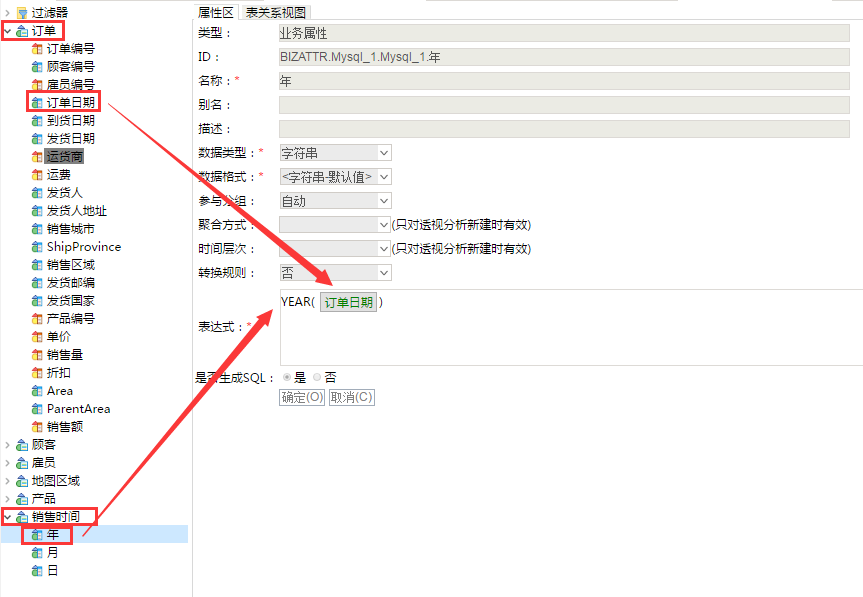 过滤器
订单
订单编号
顾客编号
雇员编号
订单日期
到货日期
发货日期
运货商
运费
发货人
发货人地址
销售城市
ShipProvince
销售区域
发货邮编
发货国家
产品编号
单价
销售量
折扣
Area
ParentArea
销售额
顾客
雇员
地图区域
产品
销售时间
年
月
日
属性区 表关系视图
类型： 业务属性
ID： BIZATTR.Mysql_1.Mysql_1.年
名称：* 年
别名：
描述：
数据类型：* 字符串
数据格式：* <字符串-默认值>
参与分组： 自动
聚合方式： (只对透视分析新建时有效)
时间层次： (只对透视分析新建时有效)
转换规则： 否
表达式：* YEAR( 订单日期 )
是否生成SQL： 是 否
确定(O) 取消(C)